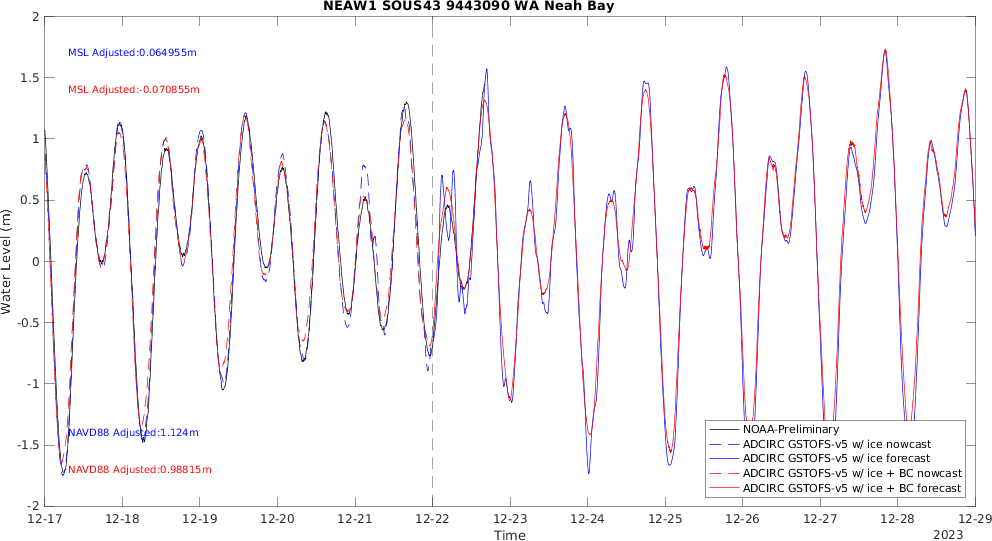 NEAW1 SOUS43 9443090 WA Neah Bay
MSL Adjusted:0.064955m
MSL Adjusted:-0.070855m
NAVD88 Adjusted:1.124m
NAVD88 Adjusted:0.98815m
Water Level (m)
2
1.5
1
0.5
0
-0.5
-1
-1.5
-2
NOAA-Preliminary
ADCIRC GSTOFS-v5 w/ ice nowcast
ADCIRC GSTOFS-v5 w/ ice forecast
ADCIRC GSTOFS-v5 w/ ice + BC nowcast
ADCIRC GSTOFS-v5 w/ ice + BC forecast
12-17 12-18 12-19 12-20 12-21 12-22 12-23 12-24 12-25 12-26 12-27 12-28 12-29
Time
2023